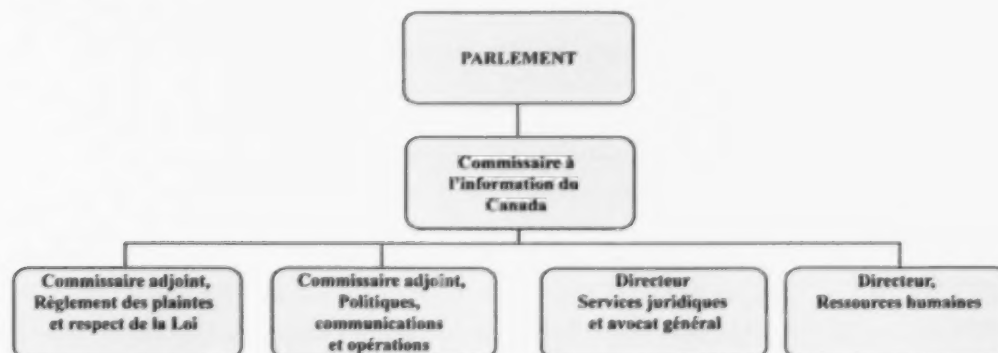 PARLEMENT
Commissaire à
l'information du
Canada
Commissaire adjoint,
Règlement des plaintes
et respect de la Loi
Commissaire adjoint,
Politiques,
communications
et opérations
Directeur
Services juridiques
et avocat général
Directeur,
Ressources humaines